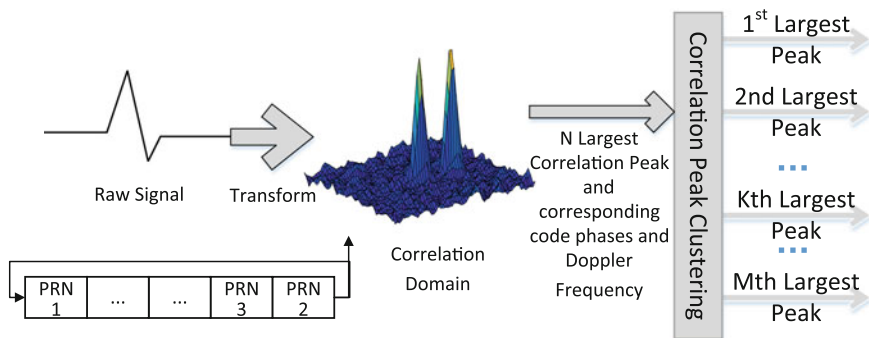 Raw Signal
Transform
PRN 1
...
...
PRN 3
PRN 2
Correlation
Domain
N Largest
Correlation Peak
and
corresponding
code phases and
Doppler
Frequency
Correlation Peak Clustering
1st Largest
Peak
2nd Largest
Peak
...
Kth Largest
Peak
...
Mth Largest
Peak